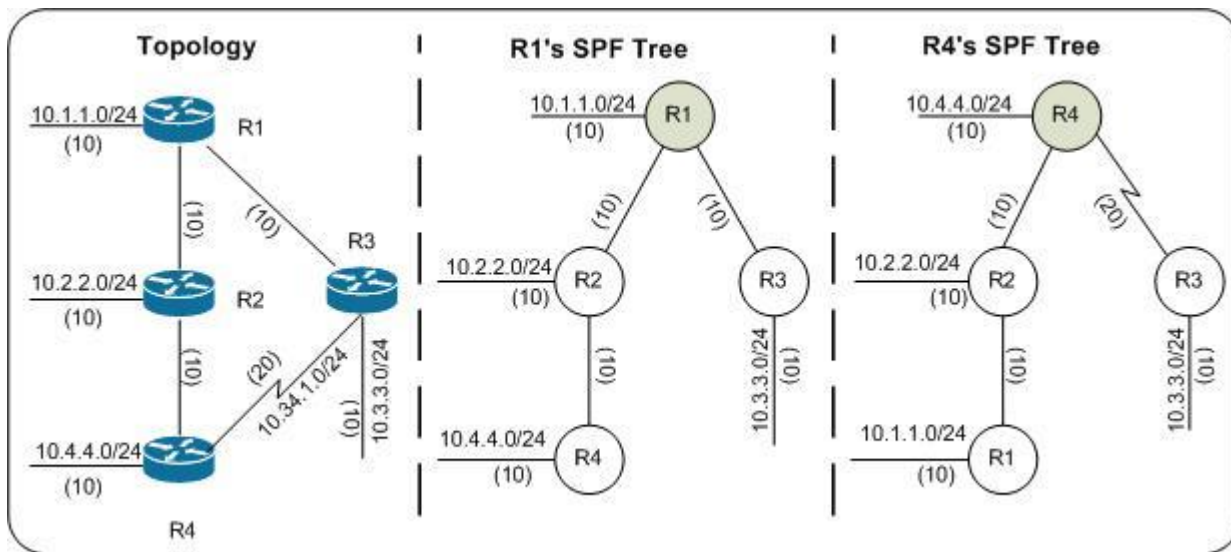 Topology
10.1.1.0/24
(10)
R1
(10)
(10)
R3
10.2.2.0/24
(10)
R2
(10)
(20)
10.34.1.0/24
10.3.3.0/24
(10)
10.4.4.0/24
(10)
R4
R1's SPF Tree
10.1.1.0/24
(10)
R1
(10)
(10)
10.2.2.0/24
(10)
R2
R3
(10)
10.3.3.0/24
(10)
10.4.4.0/24
(10)
R4
R4's SPF Tree
10.4.4.0/24
(10)
R4
(10)
(20)
10.2.2.0/24
(10)
R2
R3
(10)
10.3.3.0/24
(10)
10.1.1.0/24
(10)
R1